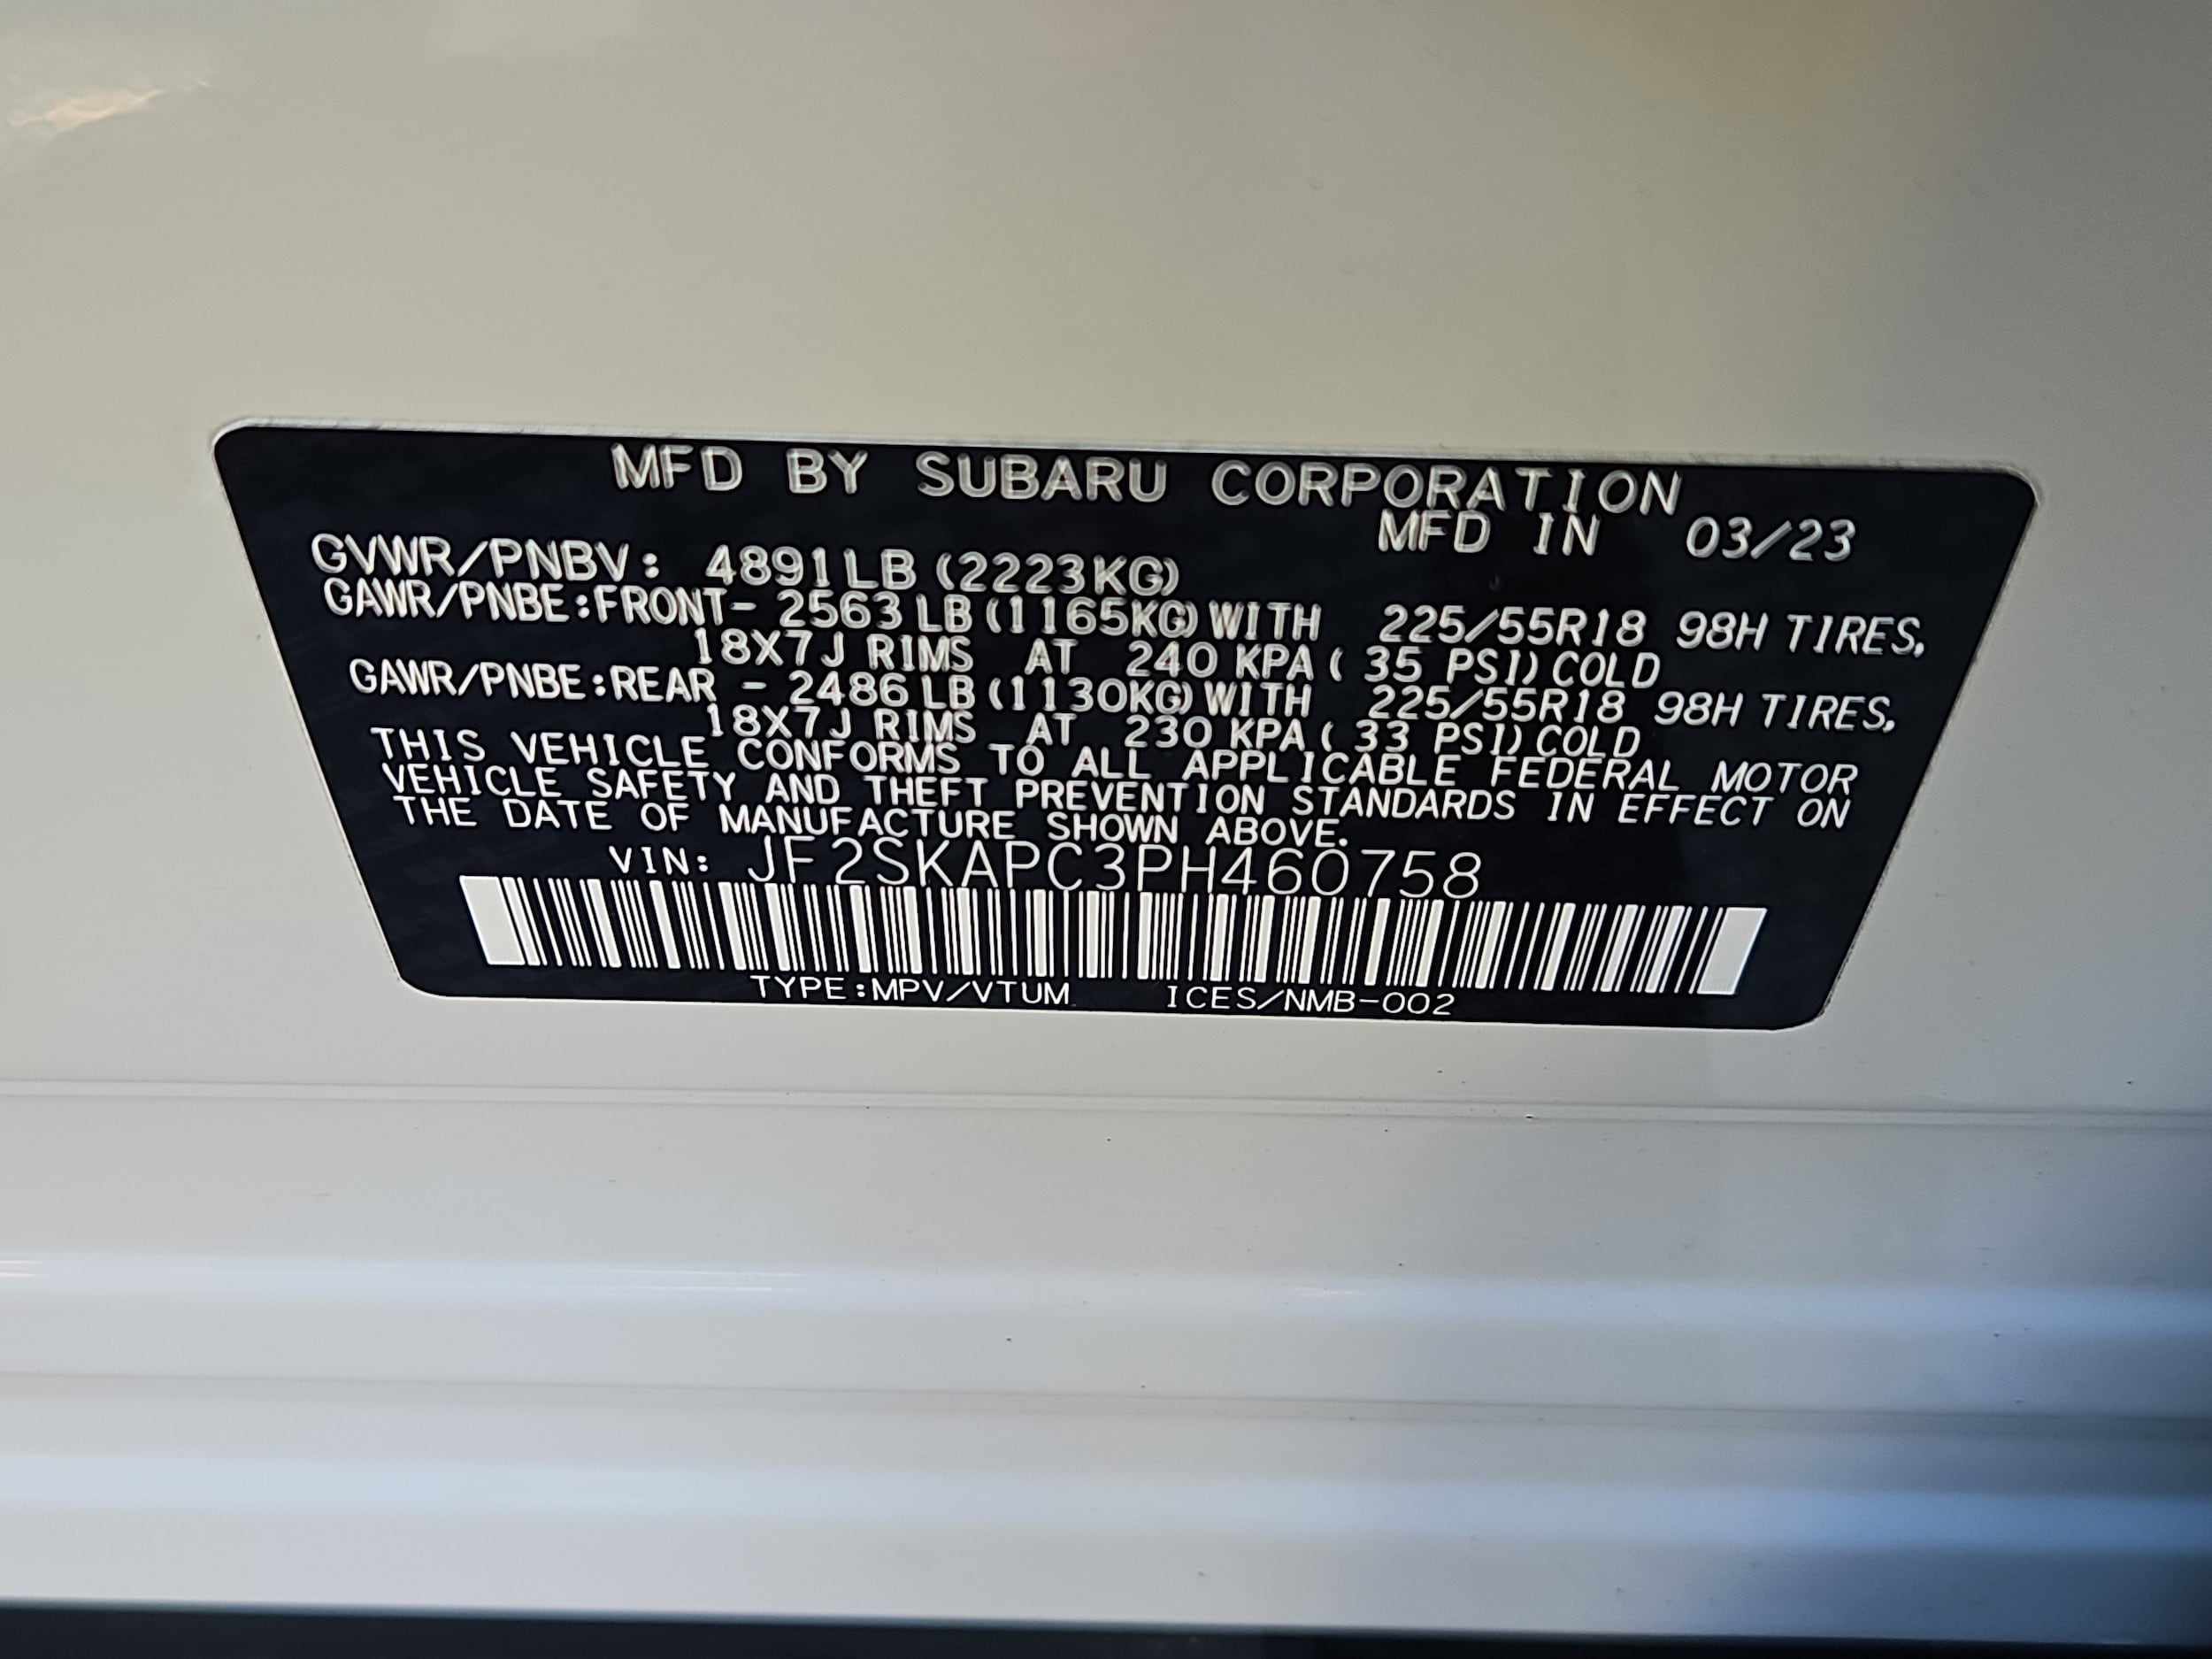 MFD BY SUBARU CORPORATION
MFD IN 03/23
GVWR/PNBV: 4891LB (2223KG)
GAWR/PNBE:FRONT- 2563LB (1165KG) WITH 225/55R18 98H TIRES,
18X7J RIMS AT 240 KPA ( 35 PSI) COLD
GAWR/PNBE:REAR - 2486LB (1130KG) WITH 225/55R18 98H TIRES,
18X7J RIMS AT 230 KPA ( 33 PSI) COLD
THIS VEHICLE CONFORMS TO ALL APPLICABLE FEDERAL MOTOR
VEHICLE SAFETY AND THEFT PREVENTION STANDARDS IN EFFECT ON
THE DATE OF MANUFACTURE SHOWN ABOVE.
VIN: JF2SKAPC3PH460758
TYPE:MPV/VTUM ICES/NMB-002